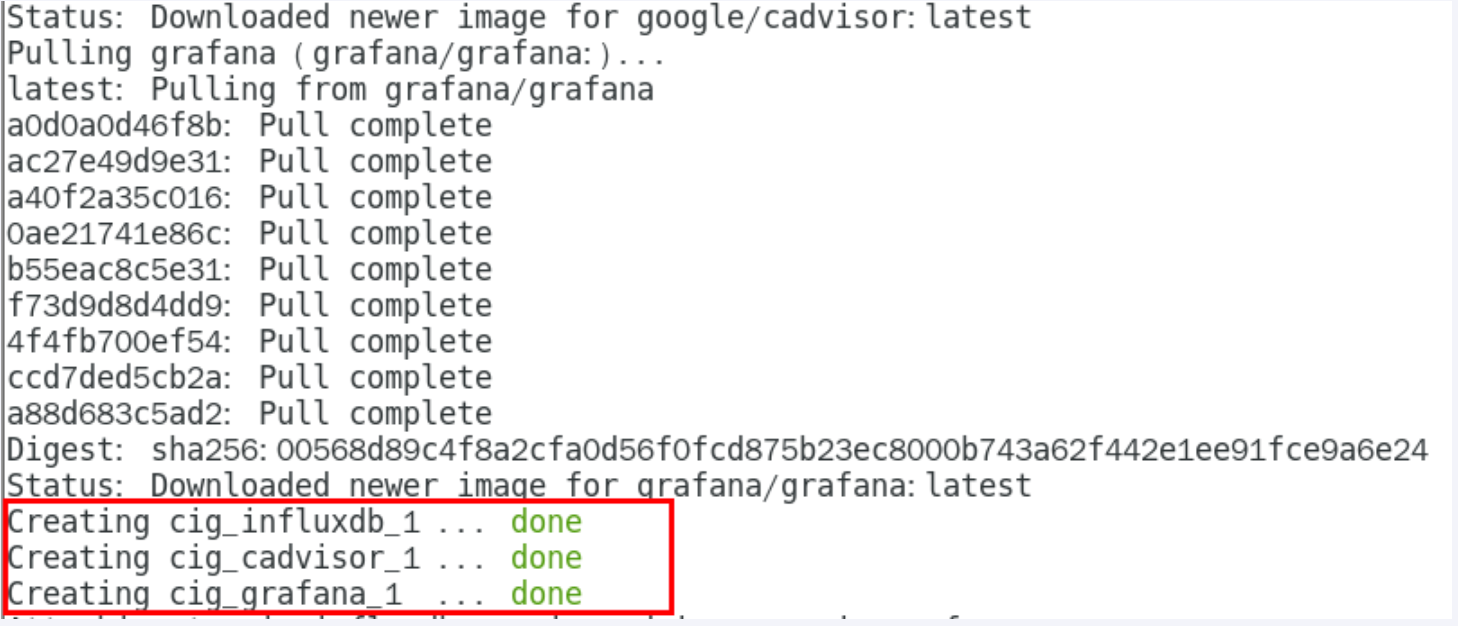 Status: Downloaded newer image for google/cadvisor:latest
Pulling grafana (grafana/grafana:)...
latest: Pulling from grafana/grafana
a0d0a0d46f8b: Pull complete
ac27e49d9e31: Pull complete
a40f2a35c016: Pull complete
0ae21741e86c: Pull complete
b55eac8c5e31: Pull complete
f73d9d8d4dd9: Pull complete
4f4fb700ef54: Pull complete
ccd7ded5cb2a: Pull complete
a88d683c5ad2: Pull complete
Digest: sha256:00568d89c4f8a2cfa0d56f0fcd875b23ec8000b743a62f442e1ee91fce9a6e24
Status: Downloaded newer image for grafana/grafana:latest
Creating cig_influxdb_1 ... done
Creating cig_cadvisor_1 ... done
Creating cig_grafana_1 ... done